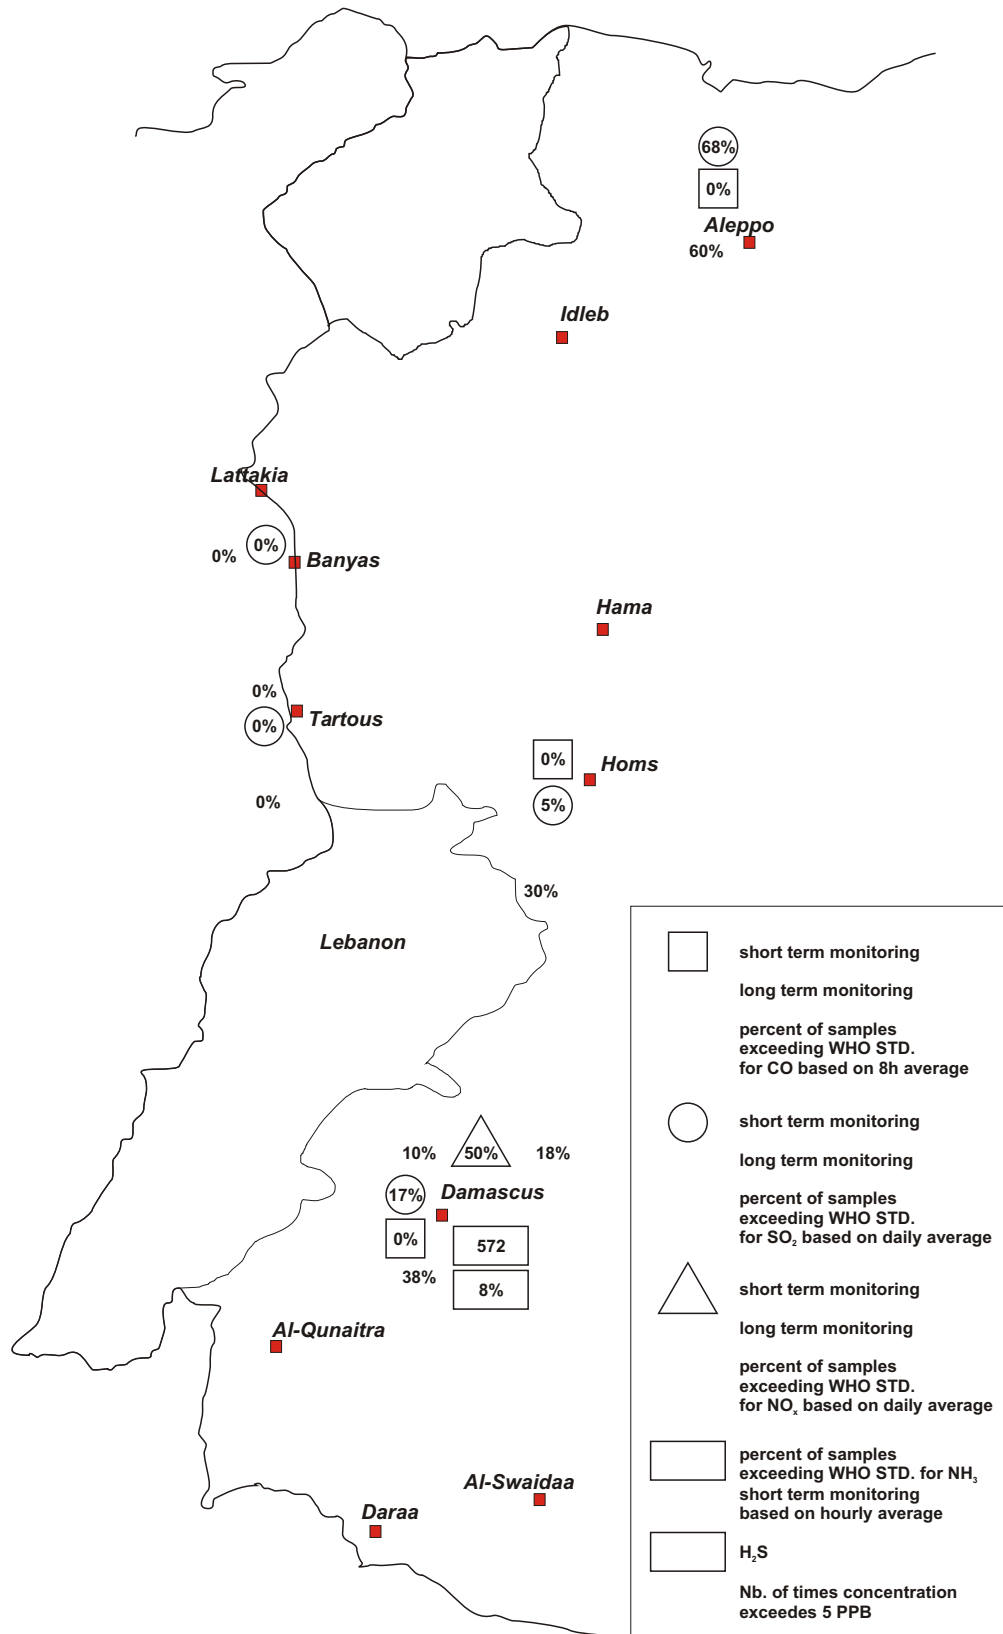 68%
0%
Aleppo
60%
Idleb
Lattakia
0%
0%
Banyas
Hama
0%
0%
Tartous
0%
Homs
0%
5%
30%
Lebanon
10%
50%
18%
17%
Damascus
0%
572
38%
8%
Al-Qunaitra
Al-Swaidaa
Daraa
short term monitoring
long term monitoring
percent of samples
exceeding WHO STD.
for CO based on 8h average
short term monitoring
long term monitoring
percent of samples
exceeding WHO STD.
for SO₂ based on daily average
short term monitoring
long term monitoring
percent of samples
exceeding WHO STD.
for NOₓ based on daily average
percent of samples
exceeding WHO STD. for NH₃
short term monitoring
based on hourly average
H₂S
Nb. of times concentration
exceedes 5 PPB